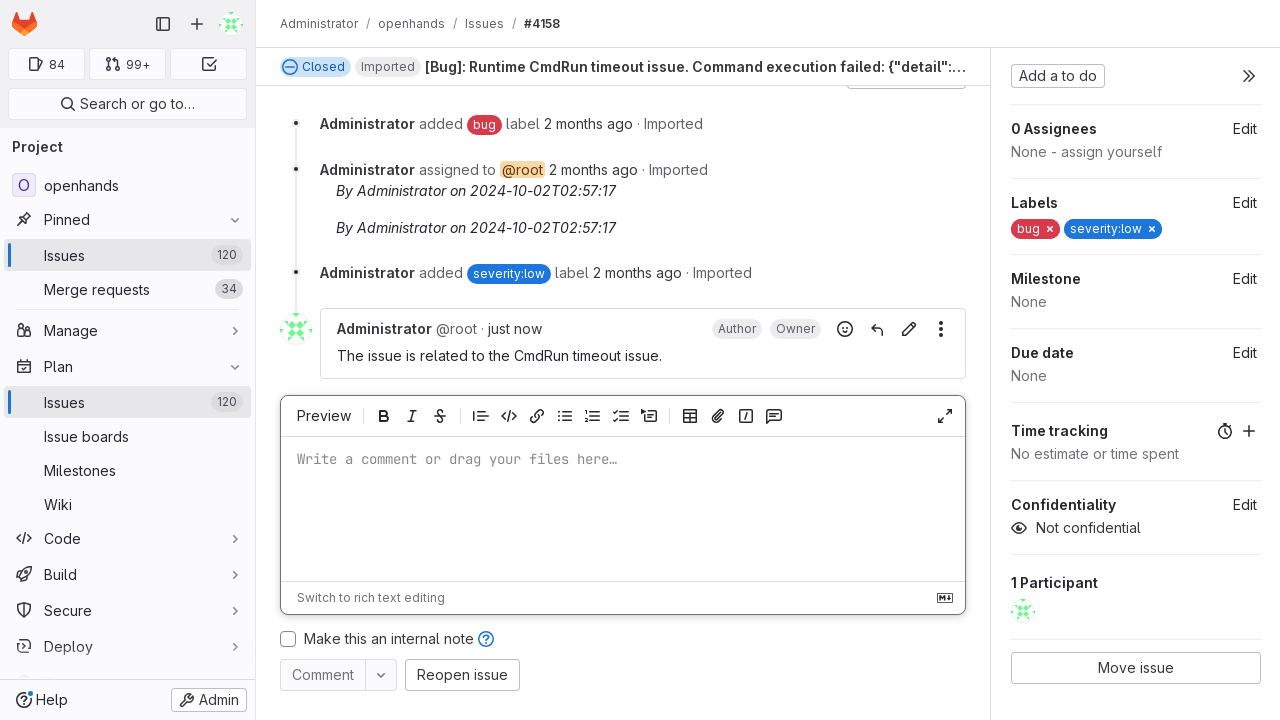 84
99+
Search or go to…
Project
O openhands
Pinned
Issues 120
Merge requests 34
Manage
Plan
Issues 120
Issue boards
Milestones
Wiki
Code
Build
Secure
Deploy
Help
Admin
Administrator / openhands / Issues / #4158
Closed Imported [Bug]: Runtime CmdRun timeout issue. Command execution failed: {"detail":…
Administrator added bug label 2 months ago · Imported
Administrator assigned to @root 2 months ago · Imported
By Administrator on 2024-10-02T02:57:17
By Administrator on 2024-10-02T02:57:17
Administrator added severity:low label 2 months ago · Imported
Administrator @root · just now Author Owner
The issue is related to the CmdRun timeout issue.
Preview
Write a comment or drag your files here…
Switch to rich text editing
Make this an internal note
Comment
Reopen issue
Add a to do
0 Assignees Edit
None - assign yourself
Labels Edit
bug × severity:low ×
Milestone Edit
None
Due date Edit
None
Time tracking
No estimate or time spent
Confidentiality Edit
Not confidential
1 Participant
Move issue